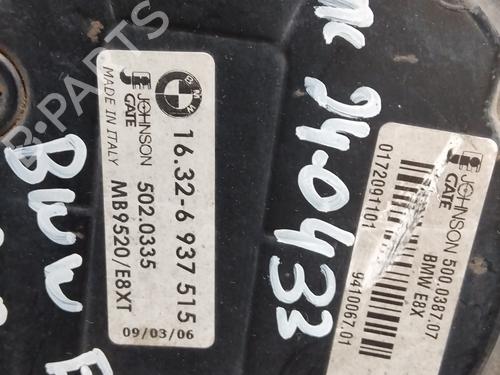 BMW
16.32-6 937 515
JOHNSON
GATE
502.0335
MADE IN ITALY
MB9520/E8XT
09/03/06
24.0433
BMW
JOHNSON
GATE
500.0387.07
BMW E8X
0172091101
9410067.01
B-PARTS